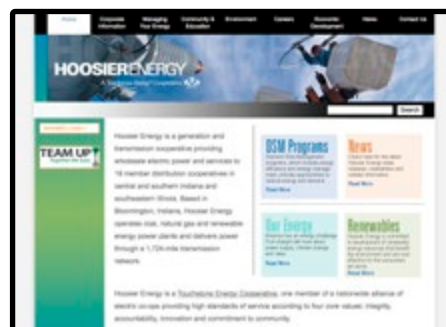 Home Corporate Information Managing Your Energy Community & Education Environment Careers Economic Development News Contact Us
HOOSIERENERGY
A Touchstone Energy Cooperative
Search
TEAM UP
Hoosier Energy is a generation and
transmission cooperative providing
wholesale electric power and services to
18 member distribution cooperatives in
central and southern Indiana and
southeastern Illinois. Based in
Bloomington, Indiana, Hoosier Energy
operates coal, natural gas and renewable
energy power plants and delivers power
through a 1,724-mile transmission
network.
DSM Programs
Read More
News
Read More
Our Energy
Read More
Renewables
Read More
Hoosier Energy is a Touchstone Energy Cooperative, one member of a nationwide alliance of
electric co-ops providing high standards of service according to four core values: integrity,
accountability, innovation and commitment to community.